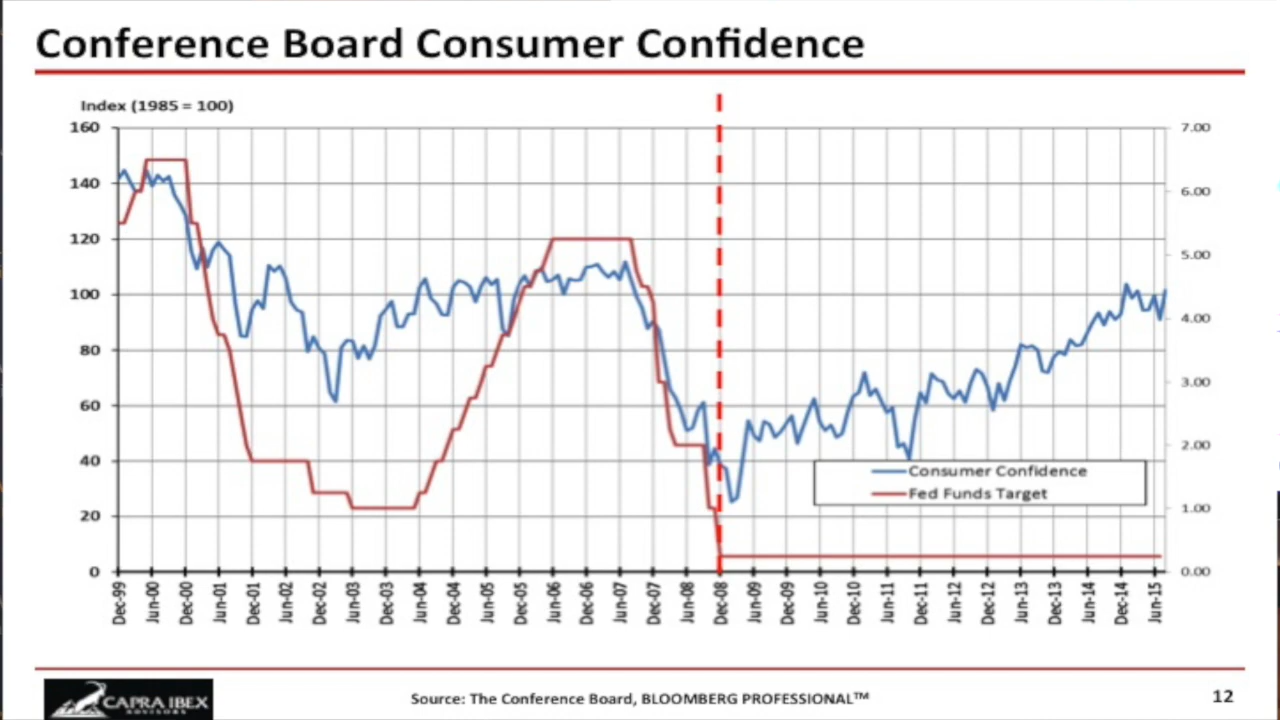 Conference Board Consumer Confidence
Index (1985 = 100)
160
140
120
100
80
60
40
20
0
7.00
6.00
5.00
4.00
3.00
2.00
1.00
0.00
Consumer Confidence
Fed Funds Target
Dec-99
Jun-00
Dec-00
Jun-01
Dec-01
Jun-02
Dec-02
Jun-03
Dec-03
Jun-04
Dec-04
Jun-05
Dec-05
Jun-06
Dec-06
Jun-07
Dec-07
Jun-08
Dec-08
Jun-09
Dec-09
Jun-10
Dec-10
Jun-11
Dec-11
Jun-12
Dec-12
Jun-13
Dec-13
Jun-14
Dec-14
Jun-15
CAPRA IBEX
ADVISORS
Source: The Conference Board, BLOOMBERG PROFESSIONAL™
12